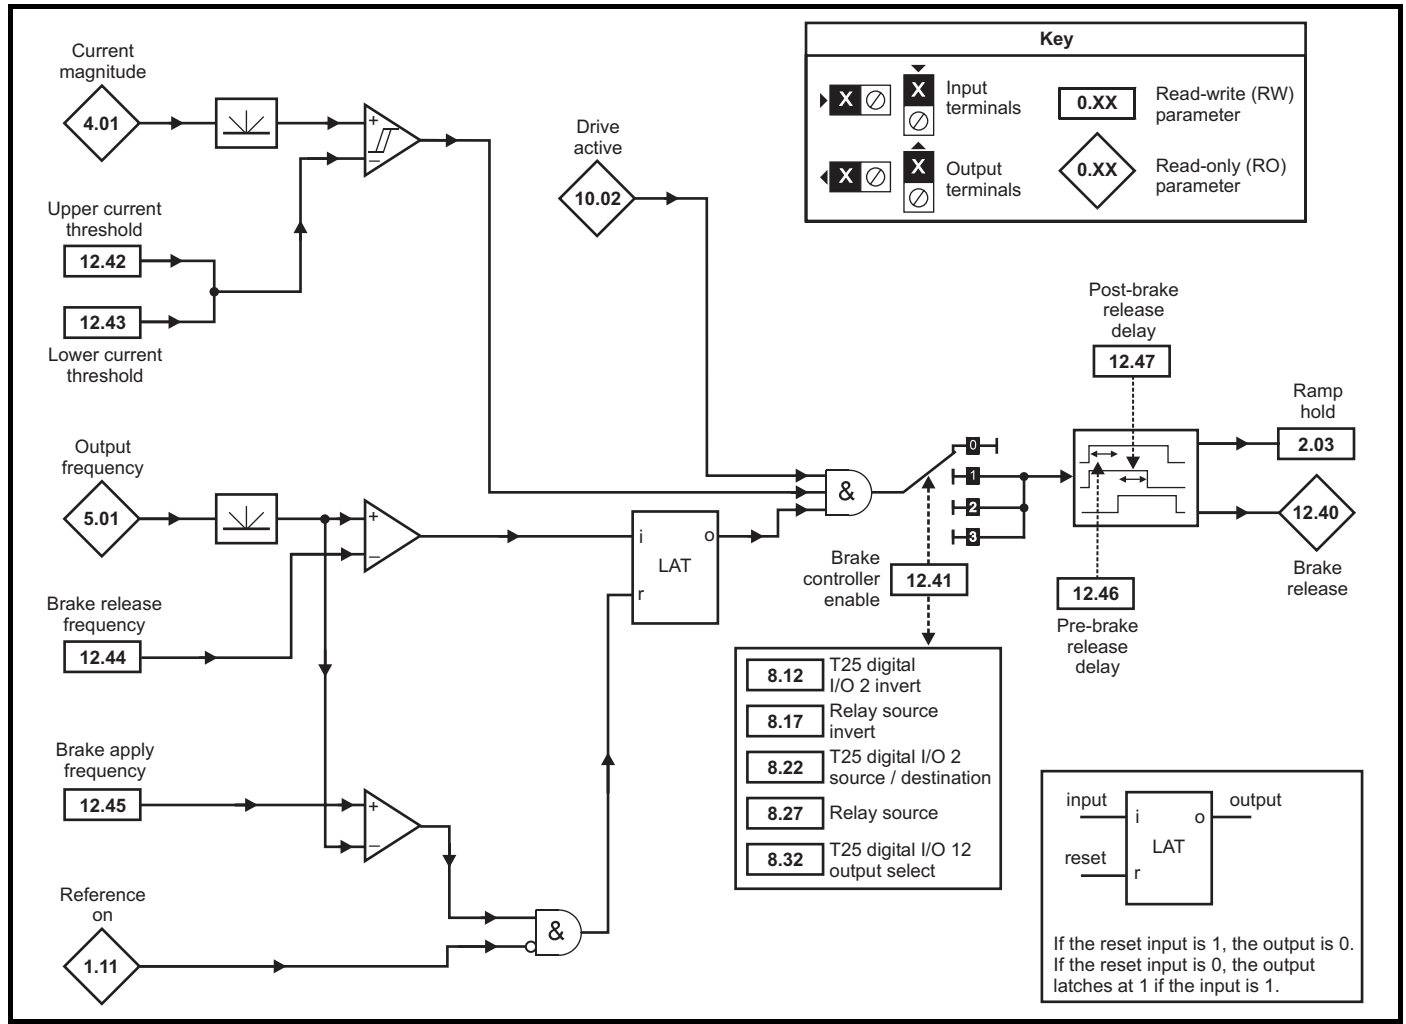 Current
magnitude
4.01
+
−
Upper current
threshold
12.42
12.43
Lower current
threshold
Drive
active
10.02
Key
X
X
Input
terminals
0.XX
Read-write (RW)
parameter
X
X
Output
terminals
0.XX
Read-only (RO)
parameter
Output
frequency
5.01
+
−
Brake release
frequency
12.44
i
o
LAT
r
&
0
1
2
3
Brake
controller
enable
12.41
Post-brake
release
delay
12.47
12.46
Pre-brake
release
delay
Ramp
hold
2.03
12.40
Brake
release
Brake apply
frequency
12.45
+
−
Reference
on
1.11
&
8.12
T25 digital
I/O 2 invert
8.17
Relay source
invert
8.22
T25 digital I/O 2
source / destination
8.27
Relay source
8.32
T25 digital I/O 12
output select
input
i
o
output
LAT
reset
r
If the reset input is 1, the output is 0.
If the reset input is 0, the output
latches at 1 if the input is 1.